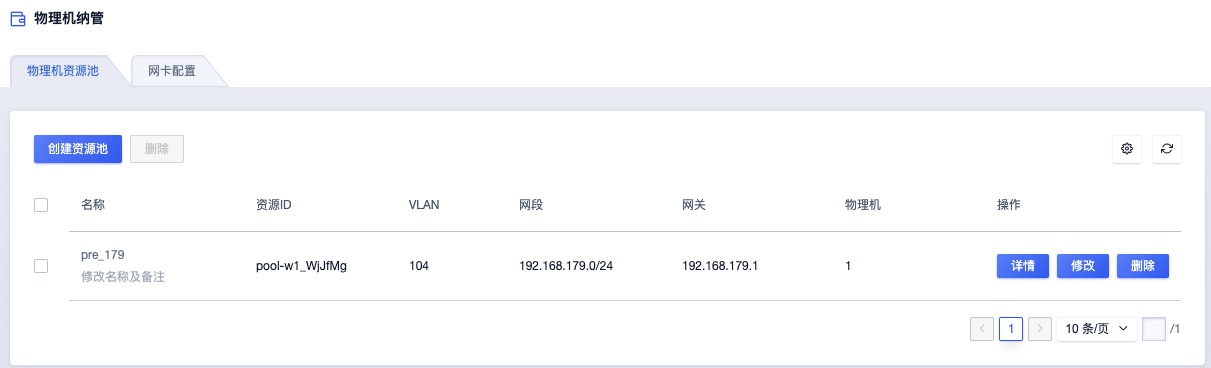 物理机纳管
物理机资源池 网卡配置
创建资源池 删除
名称 资源ID VLAN 网段 网关 物理机 操作
pre_179
修改名称及备注
pool-w1_WjJfMg 104 192.168.179.0/24 192.168.179.1 1 详情 修改 删除
1 10 条/页 /1